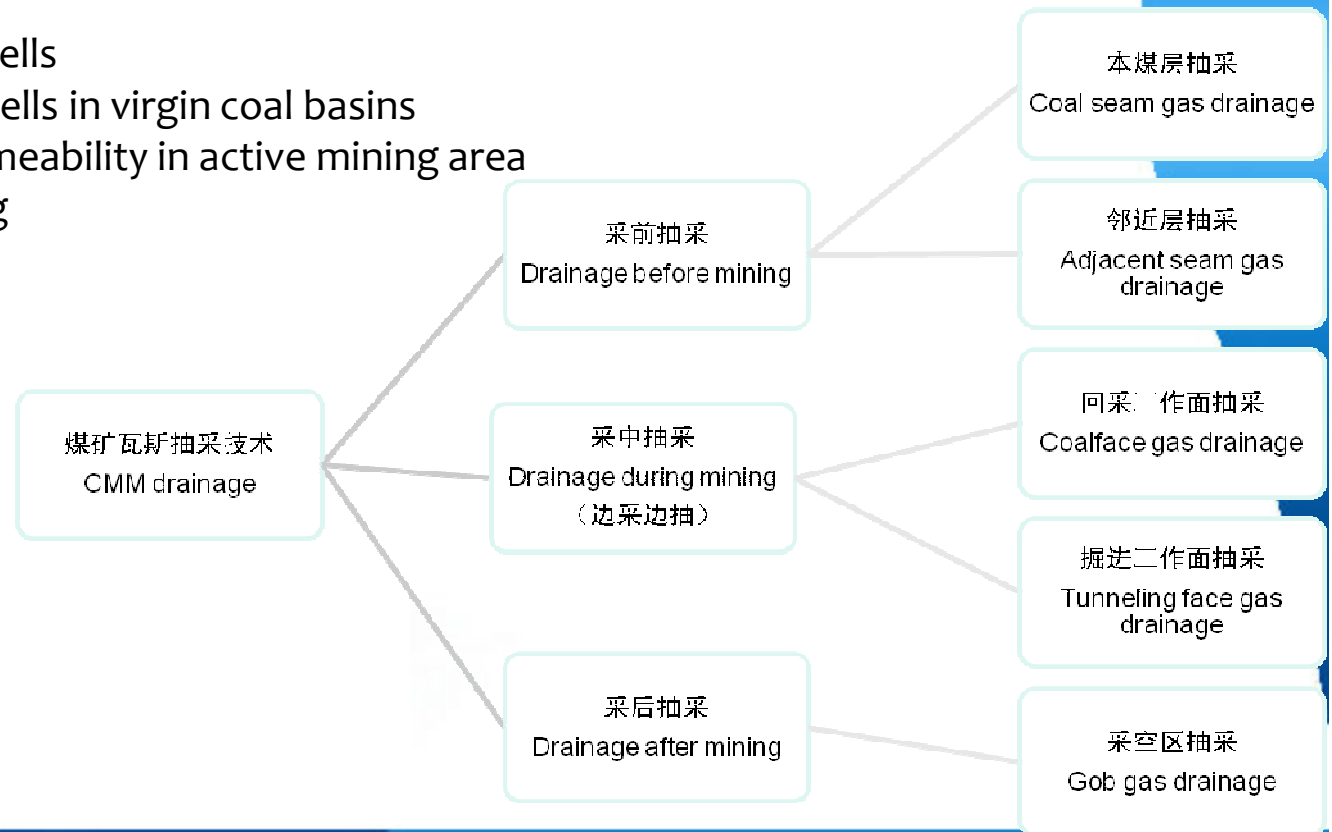 ells
ells in virgin coal basins
meability in active mining area
g
本煤层抽采
Coal seam gas drainage
采前抽采
Drainage before mining
邻近层抽采
Adjacent seam gas
drainage
煤矿瓦斯抽采技术
CMM drainage
采中抽采
Drainage during mining
（边采边抽）
回采工作面抽采
Coalface gas drainage
掘进工作面抽采
Tunneling face gas
drainage
采后抽采
Drainage after mining
采空区抽采
Gob gas drainage